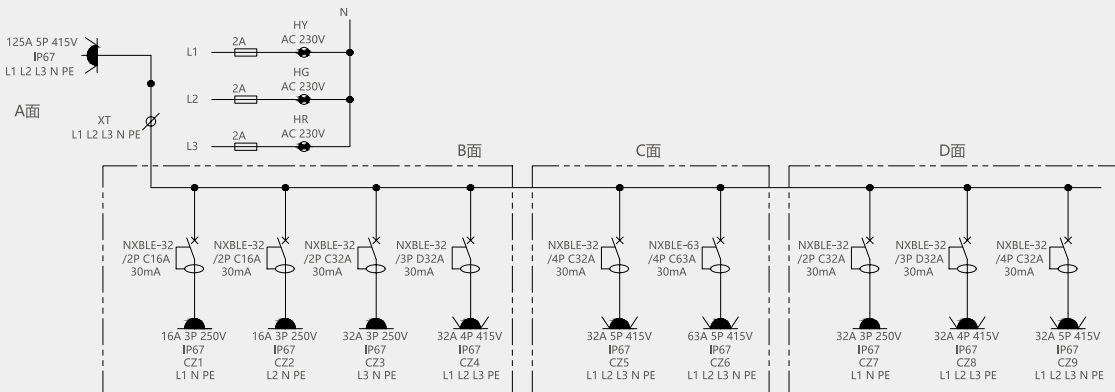 125A 5P 415V
IP67
L1 L2 L3 N PE
A面
XT
L1 L2 L3 N PE
N
L1
2A
HY
AC 230V
L2
2A
HG
AC 230V
L3
2A
HR
AC 230V
B面
C面
D面
NXBLE-32
/2P C16A
30mA
NXBLE-32
/2P C16A
30mA
NXBLE-32
/2P C32A
30mA
NXBLE-32
/3P D32A
30mA
NXBLE-32
/4P C32A
30mA
NXBLE-63
/4P C63A
30mA
NXBLE-32
/2P C32A
30mA
NXBLE-32
/3P D32A
30mA
NXBLE-32
/4P C32A
30mA
16A 3P 250V
IP67
CZ1
L1 N PE
16A 3P 250V
IP67
CZ2
L2 N PE
32A 3P 250V
IP67
CZ3
L3 N PE
32A 4P 415V
IP67
CZ4
L1 L2 L3 PE
32A 5P 415V
IP67
CZ5
L1 L2 L3 N PE
63A 5P 415V
IP67
CZ6
L1 L2 L3 N PE
32A 3P 250V
IP67
CZ7
L1 N PE
32A 4P 415V
IP67
CZ8
L1 L2 L3 PE
32A 5P 415V
IP67
CZ9
L1 L2 L3 N PE